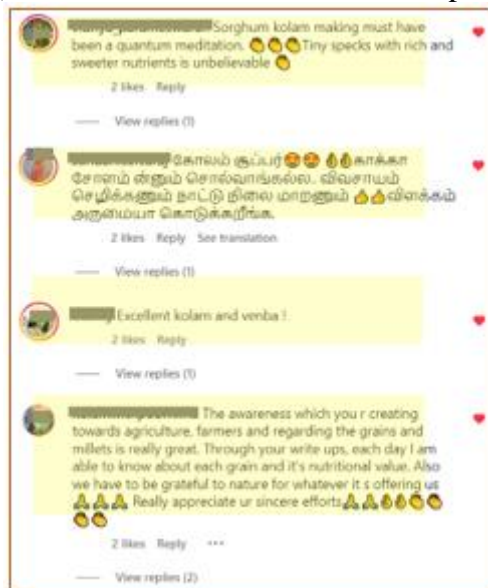 Sorghum kolam making must have
been a quantum meditation. 👏👏👏Tiny specks with rich and
sweeter nutrients is unbelievable 👏
2 likes Reply
View replies (1)
கோலம் சூப்பர்😍😍👌👌காக்கா
சோளம் ன்னும் சொல்வாங்கல்ல. விவசாயம்
செழிக்கணும் நாட்டு நிலை மாறணும் 👍👍விளக்கம்
அருமையா கொடுக்கறீங்க.
2 likes Reply See translation
View replies (1)
Excellent kolam and venba !
2 likes Reply
View replies (1)
The awareness which you r creating
towards agriculture, farmers and regarding the grains and
millets is really great. Through your write ups, each day I am
able to know about each grain and it's nutritional value. Also
we have to be grateful to nature for whatever it s offering us
🙏🙏🙏 Really appreciate ur sincere efforts🙏🙏👌👌👏👏
👏👏
2 likes Reply ...
View replies (2)